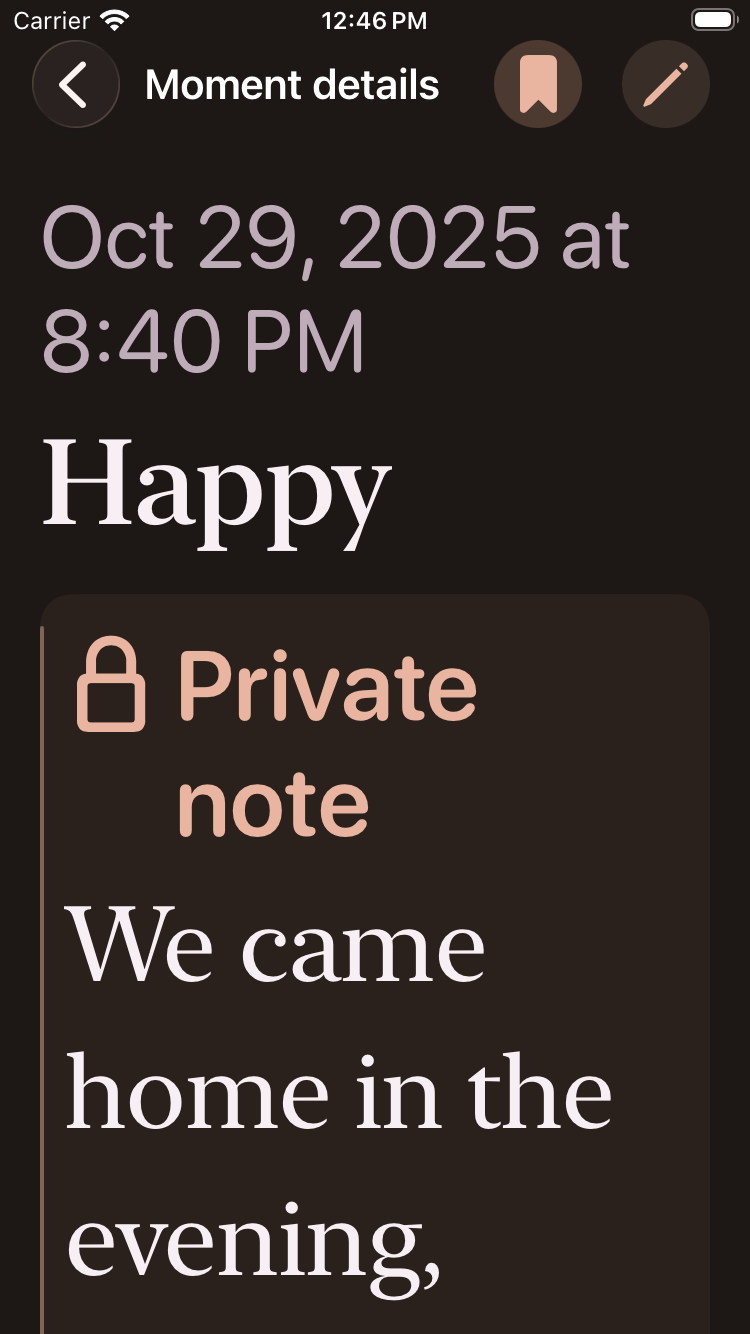 Carrier 12:46 PM
Moment details
Oct 29, 2025 at
8:40 PM
Happy
Private
note
We came
home in the
evening,